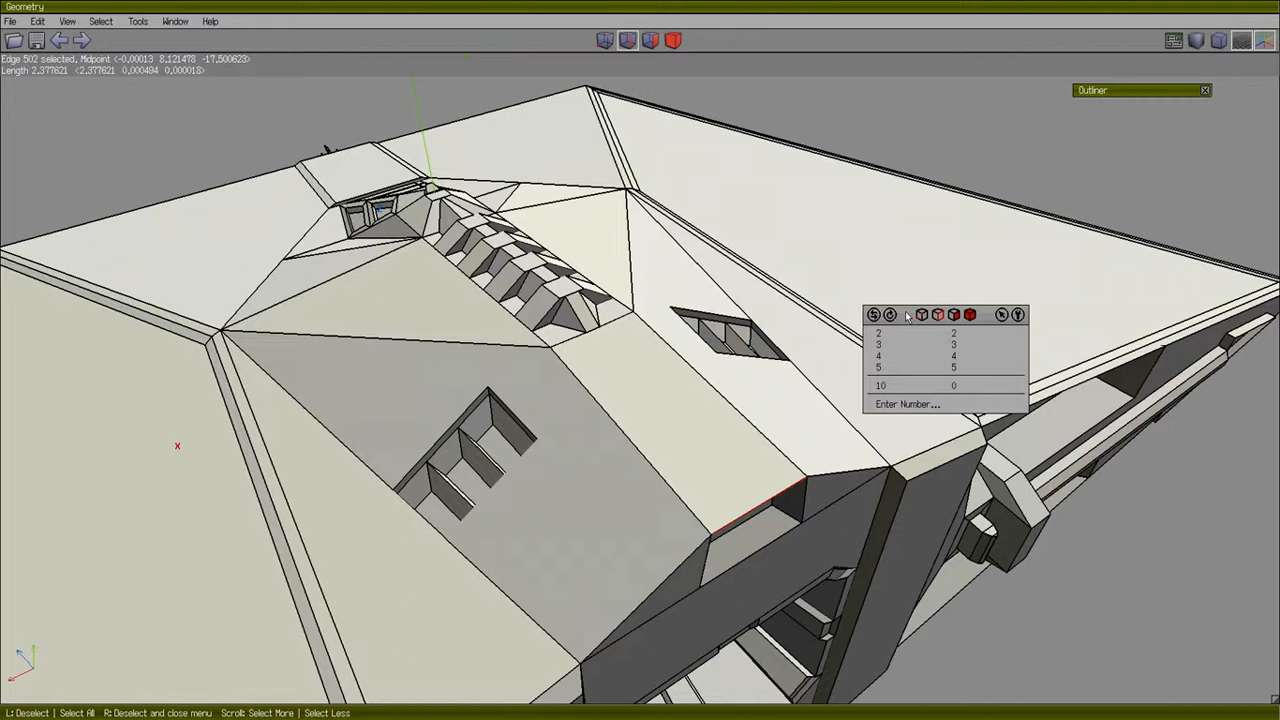 Geometry
File Edit View Select Tools Window Help
Edge 502 selected. Midpoint <-0.00013 8.121478 -17.500623>
Length 2.377621 <2.377621 0.000494 0.000018>
Outliner
2 2
3 3
4 4
5 5
10 0
Enter Number...
X
L: Deselect | Select All R: Deselect and close menu Scroll: Select More | Select Less